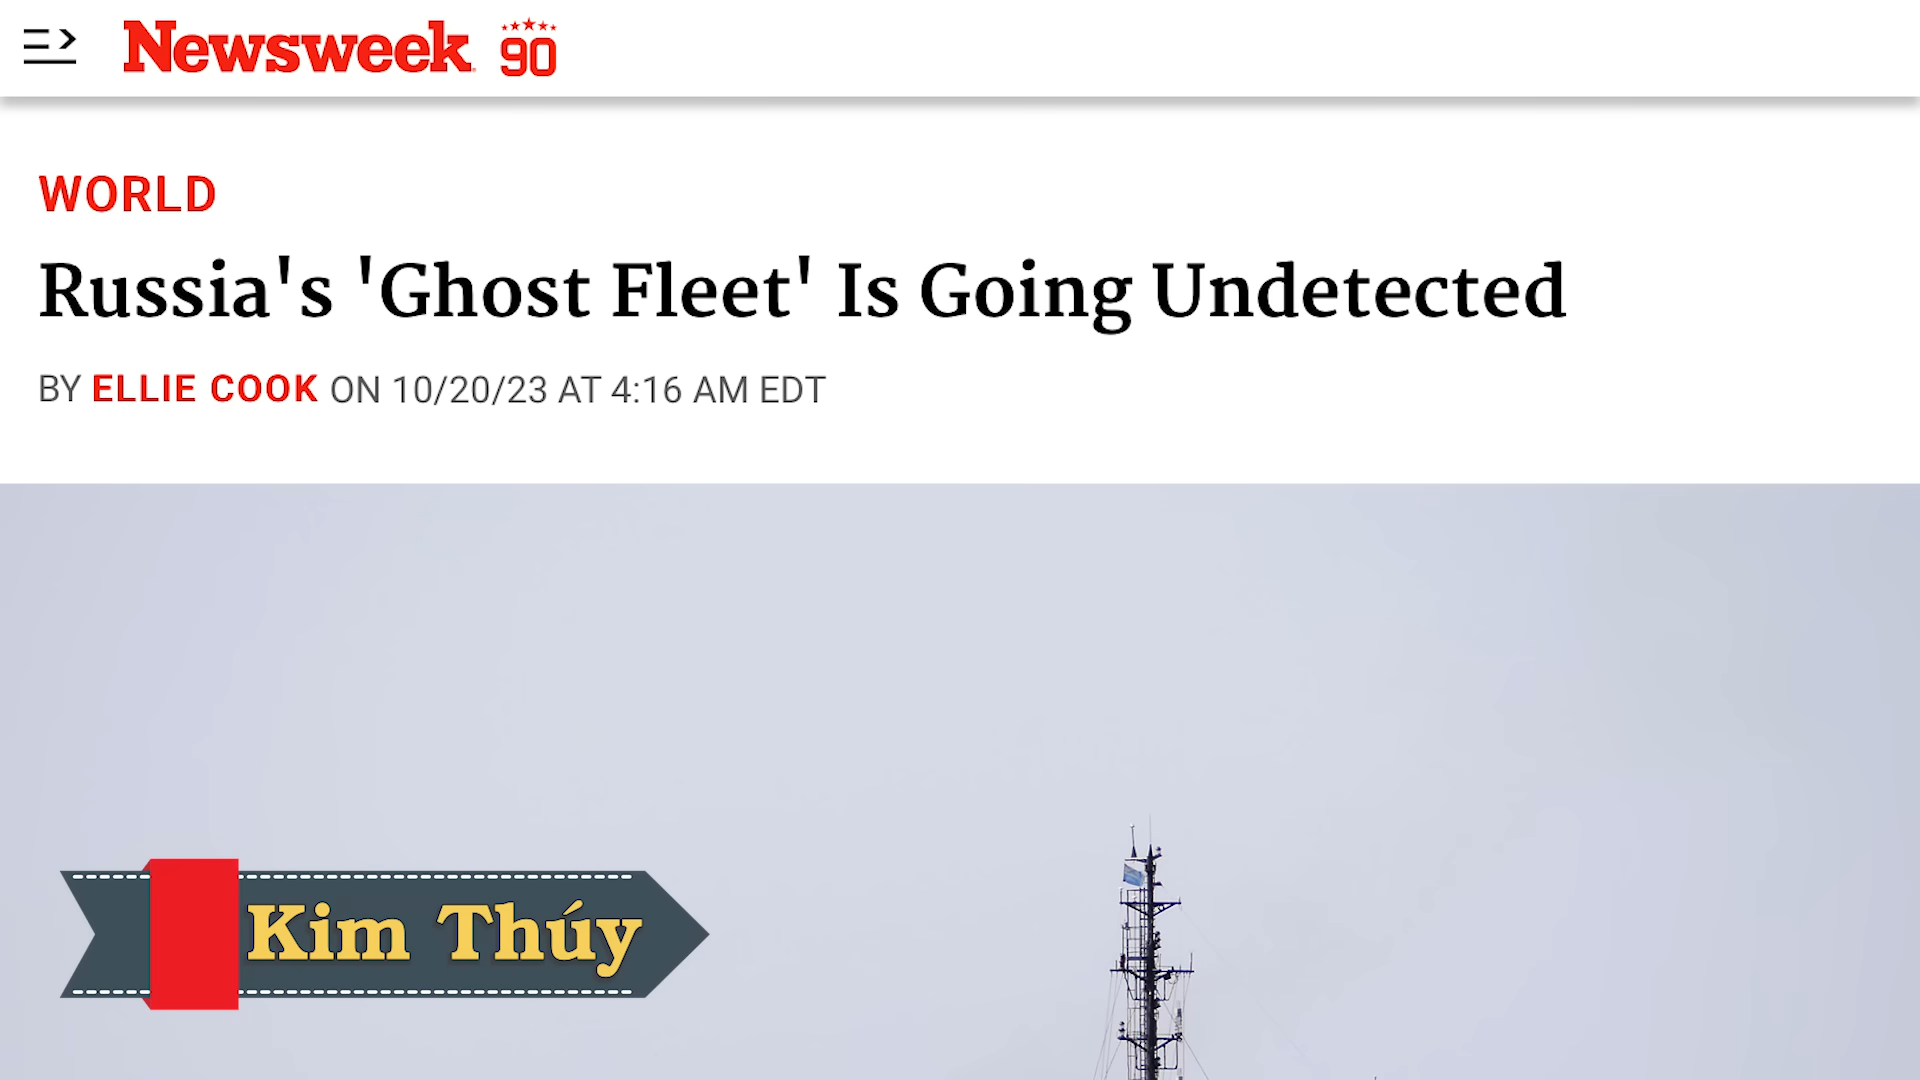 Newsweek 90
WORLD
Russia's 'Ghost Fleet' Is Going Undetected
BY ELLIE COOK ON 10/20/23 AT 4:16 AM EDT
Kim Thúy